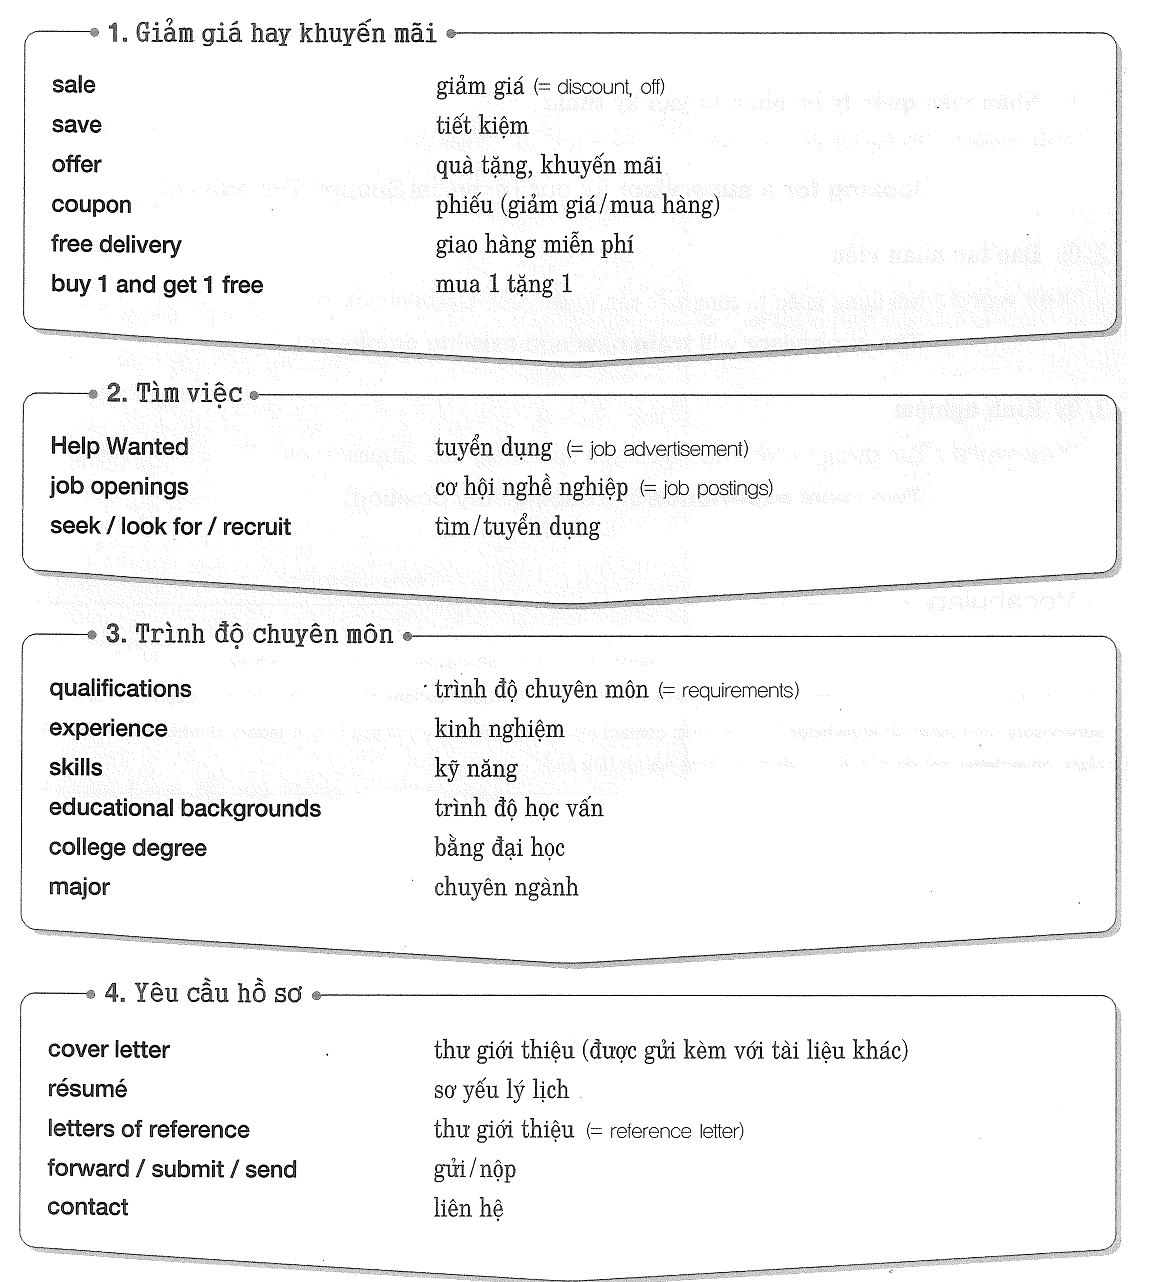 1. Giảm giá hay khuyến mãi
sale giảm giá (= discount, off)
save tiết kiệm
offer quà tặng, khuyến mãi
coupon phiếu (giảm giá/mua hàng)
free delivery giao hàng miễn phí
buy 1 and get 1 free mua 1 tặng 1
2. Tìm việc
Help Wanted tuyển dụng (= job advertisement)
job openings cơ hội nghề nghiệp (= job postings)
seek / look for / recruit tìm/tuyển dụng
3. Trình độ chuyên môn
qualifications trình độ chuyên môn (= requirements)
experience kinh nghiệm
skills kỹ năng
educational backgrounds trình độ học vấn
college degree bằng đại học
major chuyên ngành
4. Yêu cầu hồ sơ
cover letter thư giới thiệu (được gửi kèm với tài liệu khác)
résumé sơ yếu lý lịch
letters of reference thư giới thiệu (= reference letter)
forward / submit / send gửi/nộp
contact liên hệ